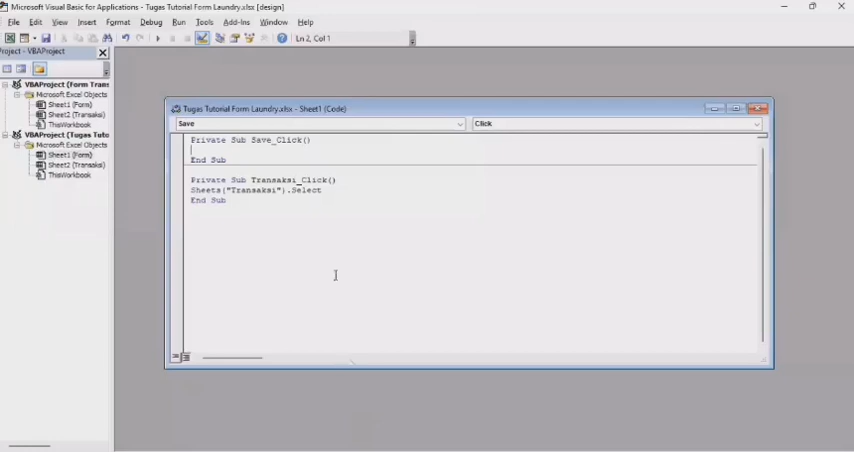 Microsoft Visual Basic for Applications - Tugas Tutorial Form Laundry.xlsx [design]
File Edit View Insert Format Debug Run Tools Add-Ins Window Help
Ln 2, Col 1
Project - VBAProject
VBAProject (Form Trans
Microsoft Excel Objects
Sheet1 (Form)
Sheet2 (Transaksi)
ThisWorkbook
VBAProject (Tugas Tuto
Microsoft Excel Objects
Sheet1 (Form)
Sheet2 (Transaksi)
ThisWorkbook
Tugas Tutorial Form Laundry.xlsx - Sheet1 (Code)
Save Click
Private Sub Save_Click()
End Sub
Private Sub Transaksi_Click()
Sheets("Transaksi").Select
End Sub